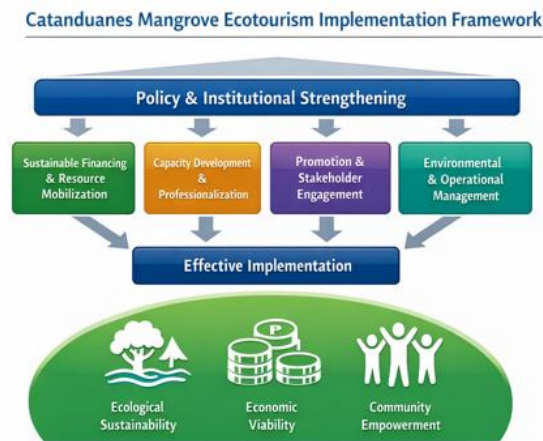 Catanduanes Mangrove Ecotourism Implementation Framework
Policy & Institutional Strengthening
Sustainable Financing
& Resource
Mobilization
Capacity Development
&
Professionalization
Promotion &
Stakeholder
Engagement
Environmental
& Operational
Management
Effective Implementation
P
Ecological
Sustainability
Economic
Viability
Community
Empowerment